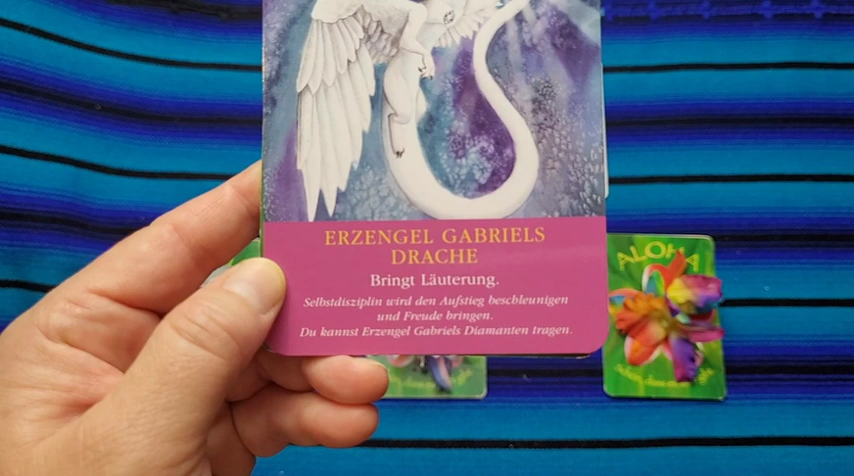 ERZENGEL GABRIELS
DRACHE
Bringt Läuterung.
Selbstdisziplin wird den Aufstieg beschleunigen
und Freude bringen.
Du kannst Erzengel Gabriels Diamanten tragen.
ALOHA